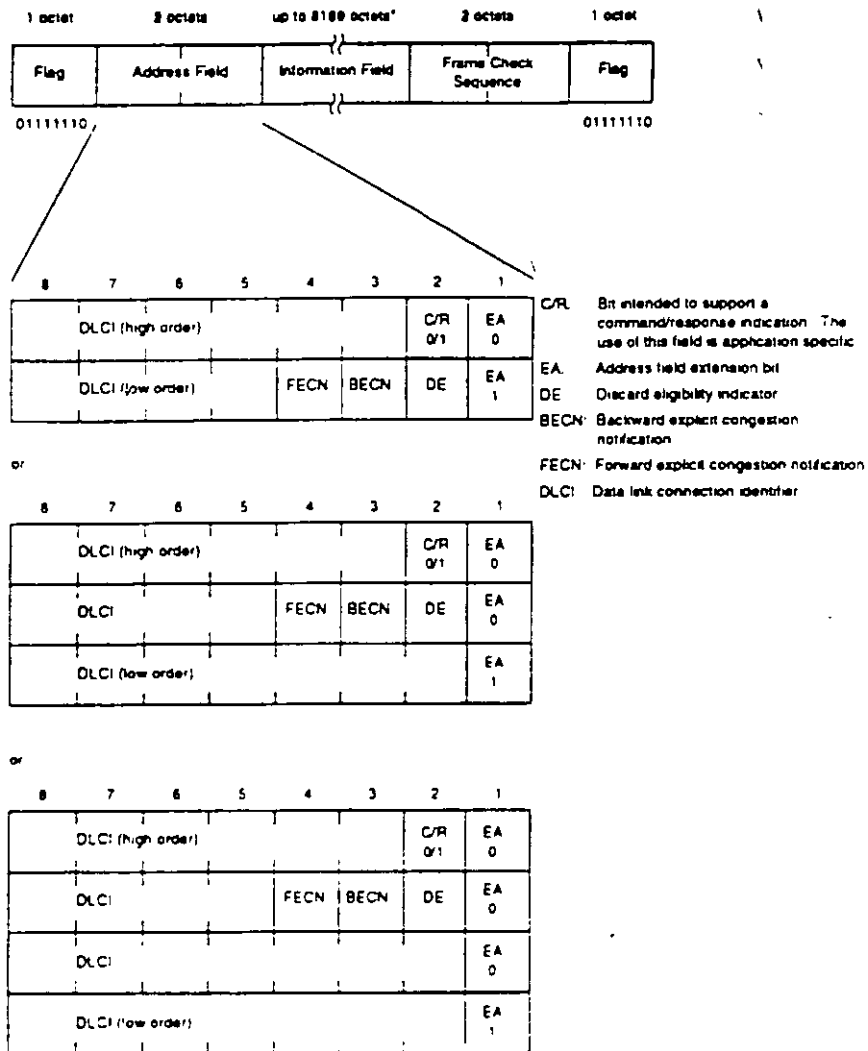 1 octet 2 octets up to 8189 octets* 2 octets 1 octet
Flag Address Field Information Field Frame Check Sequence Flag
01111110 01111110
8 7 6 5 4 3 2 1
DLCI (high order) C/R 0/1 EA 0
DLCI (low order) FECN BECN DE EA 1
C/R Bit intended to support a
command/response indication The
use of this field is application specific
EA. Address field extension bit
DE Discard eligibility indicator
BECN: Backward explicit congestion
notification
FECN: Forward explicit congestion notification
DLCI Data link connection identifier
or
8 7 6 5 4 3 2 1
DLCI (high order) C/R 0/1 EA 0
DLCI FECN BECN DE EA 0
DLCI (low order) EA 1
or
8 7 6 5 4 3 2 1
DLCI (high order) C/R 0/1 EA 0
DLCI FECN BECN DE EA 0
DLCI EA 0
DLCI (low order) EA 1